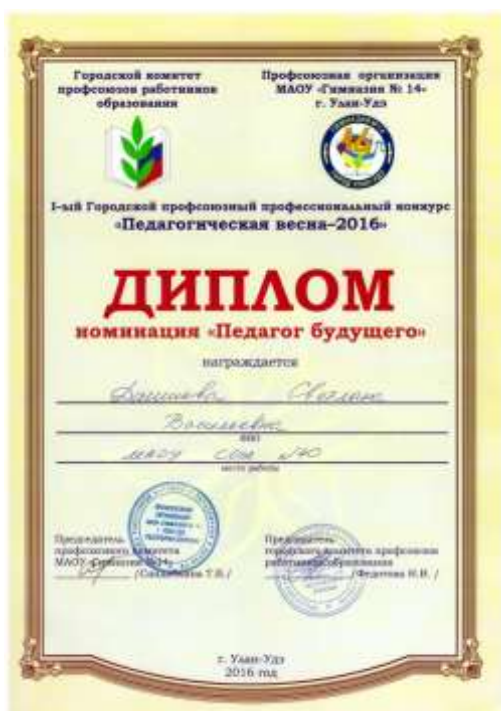 Городской комитет
профсоюзов работников
образования
Профсоюзная организация
МАОУ «Гимназия № 14»
г. Улан-Удэ
I-ый Городской профсоюзный профессиональный конкурс
«Педагогическая весна–2016»
ДИПЛОМ
номинация «Педагог будущего»
награждается
Светлана
Васильевна
ФИО
МАОУ СОШ №40
место работы
Председатель
профсоюзного комитета
МАОУ «Гимназия №14»
Т.В./
Председатель
городского комитета профсоюзов
работников образования
/Федотова Н.И. /
г. Улан-Удэ
2016 год